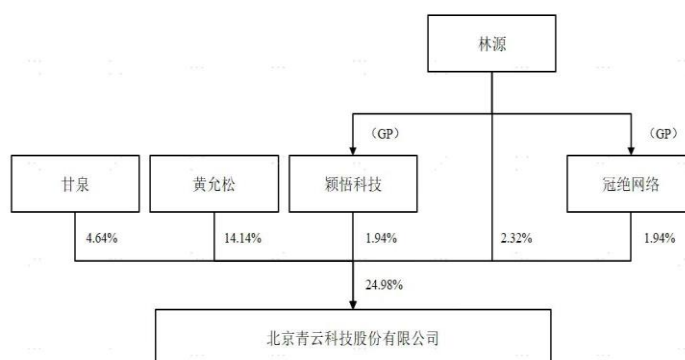 林源
（GP）
（GP）
甘泉
黄允松
颖悟科技
冠绝网络
4.64%
14.14%
1.94%
2.32%
1.94%
24.98%
北京青云科技股份有限公司